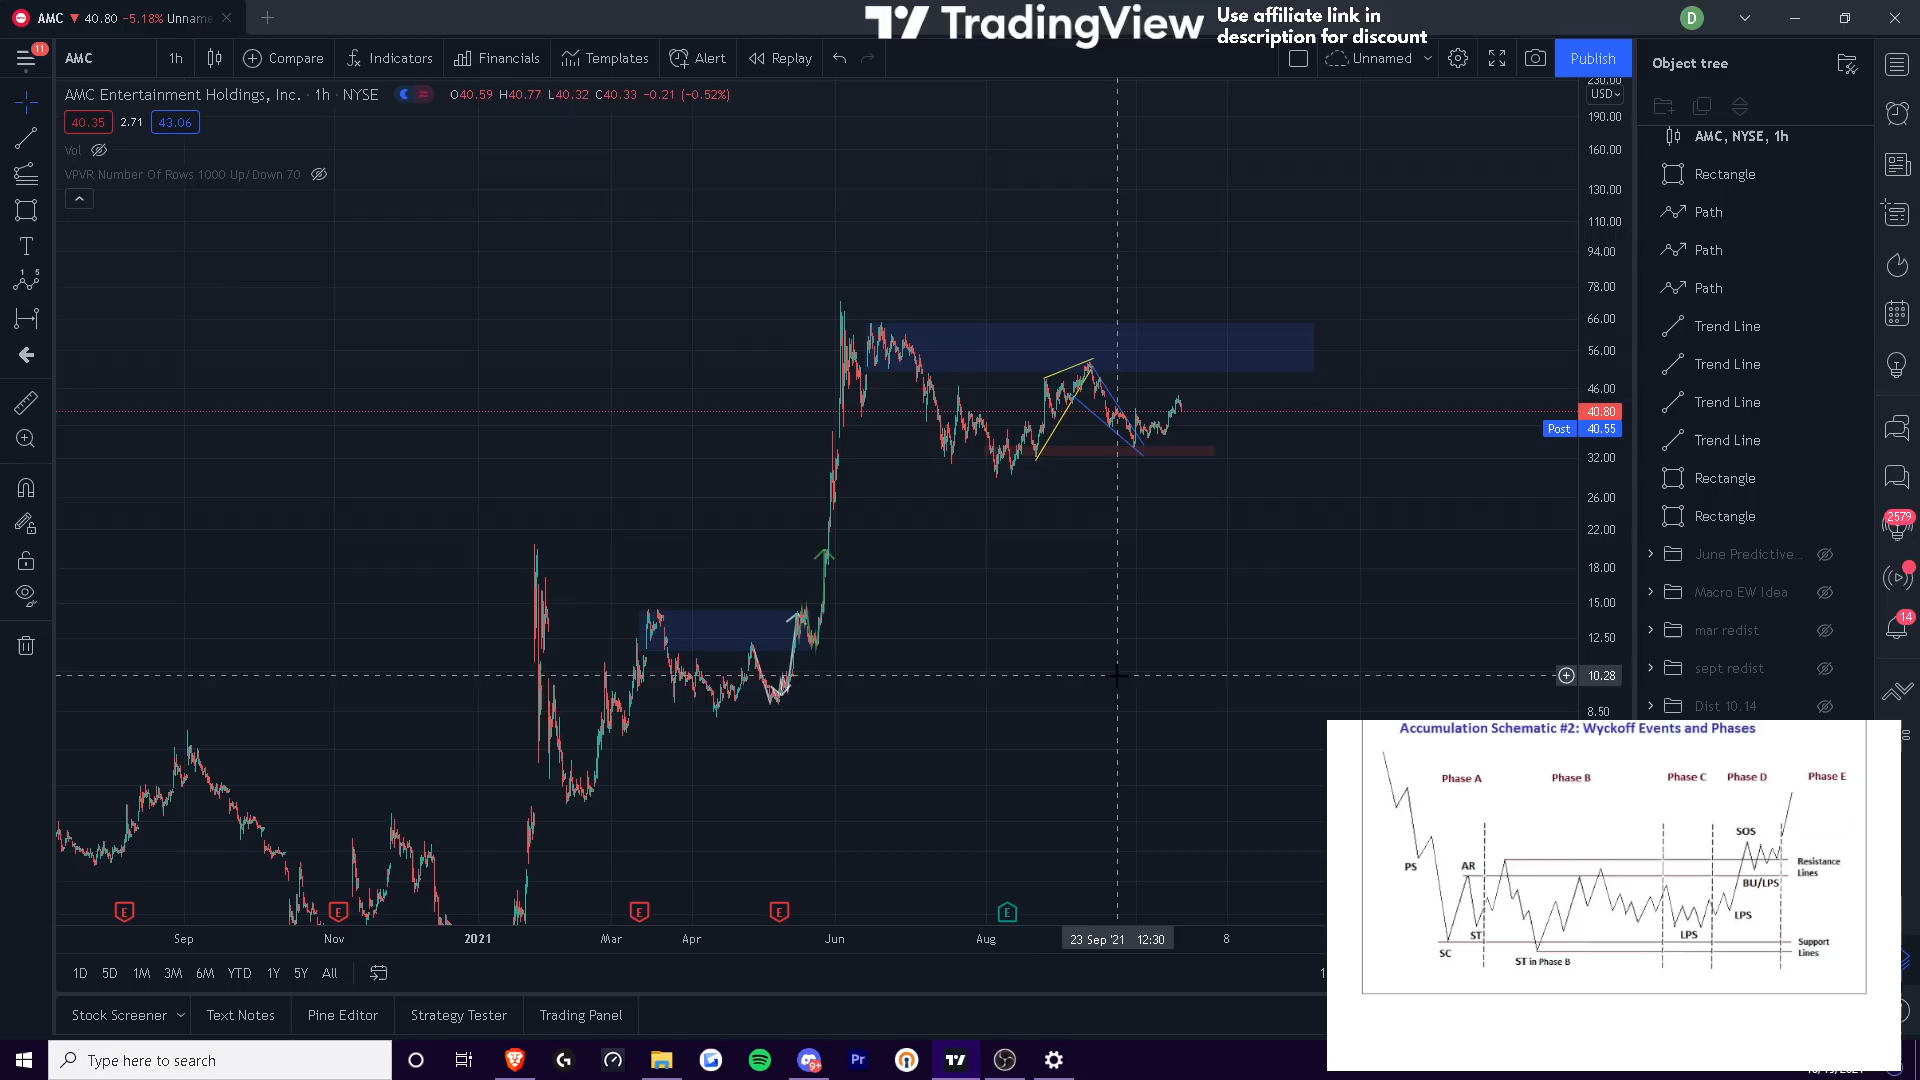 AMC ▼ 40.80 −5.18% Unnam
TradingView
Use affiliate link in
description for discount
D
11
AMC
1h
Compare
Indicators
Financials
Templates
Alert
Replay
Unnamed
Publish
Object tree
AMC Entertainment Holdings, Inc. · 1h · NYSE
O40.59 H40.77 L40.32 C40.33 −0.21 (−0.52%)
USD
40.35 2.71 43.06
Vol
VPVR Number Of Rows 1000 Up/Down 70
230.00
190.00
160.00
130.00
110.00
94.00
78.00
66.00
56.00
46.00
40.80
Post 40.55
32.00
26.00
22.00
18.00
15.00
12.50
10.28
8.50
AMC, NYSE, 1h
Rectangle
Path
Path
Path
Trend Line
Trend Line
Trend Line
Trend Line
Rectangle
Rectangle
June Predictive...
Macro EW Idea
mar redist
sept redist
Dist 10.14
2579
14
E
E
E
E
E
Sep
Nov
2021
Mar
Apr
Jun
Aug
23 Sep '21 12:30
8
1D 5D 1M 3M 6M YTD 1Y 5Y All
Stock Screener
Text Notes
Pine Editor
Strategy Tester
Trading Panel
Accumulation Schematic #2: Wyckoff Events and Phases
Phase A
Phase B
Phase C
Phase D
Phase E
PS
AR
SOS
Resistance
Lines
BU/LPS
LPS
LPS
ST
SC
ST in Phase B
Support
Lines
Type here to search
9+
Pr